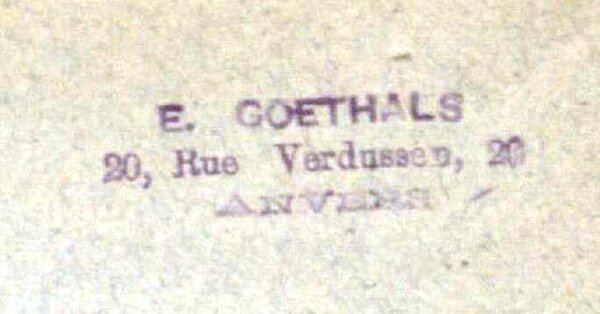 E. GOETHALS
20, Rue Verdussen, 20
ANVERS